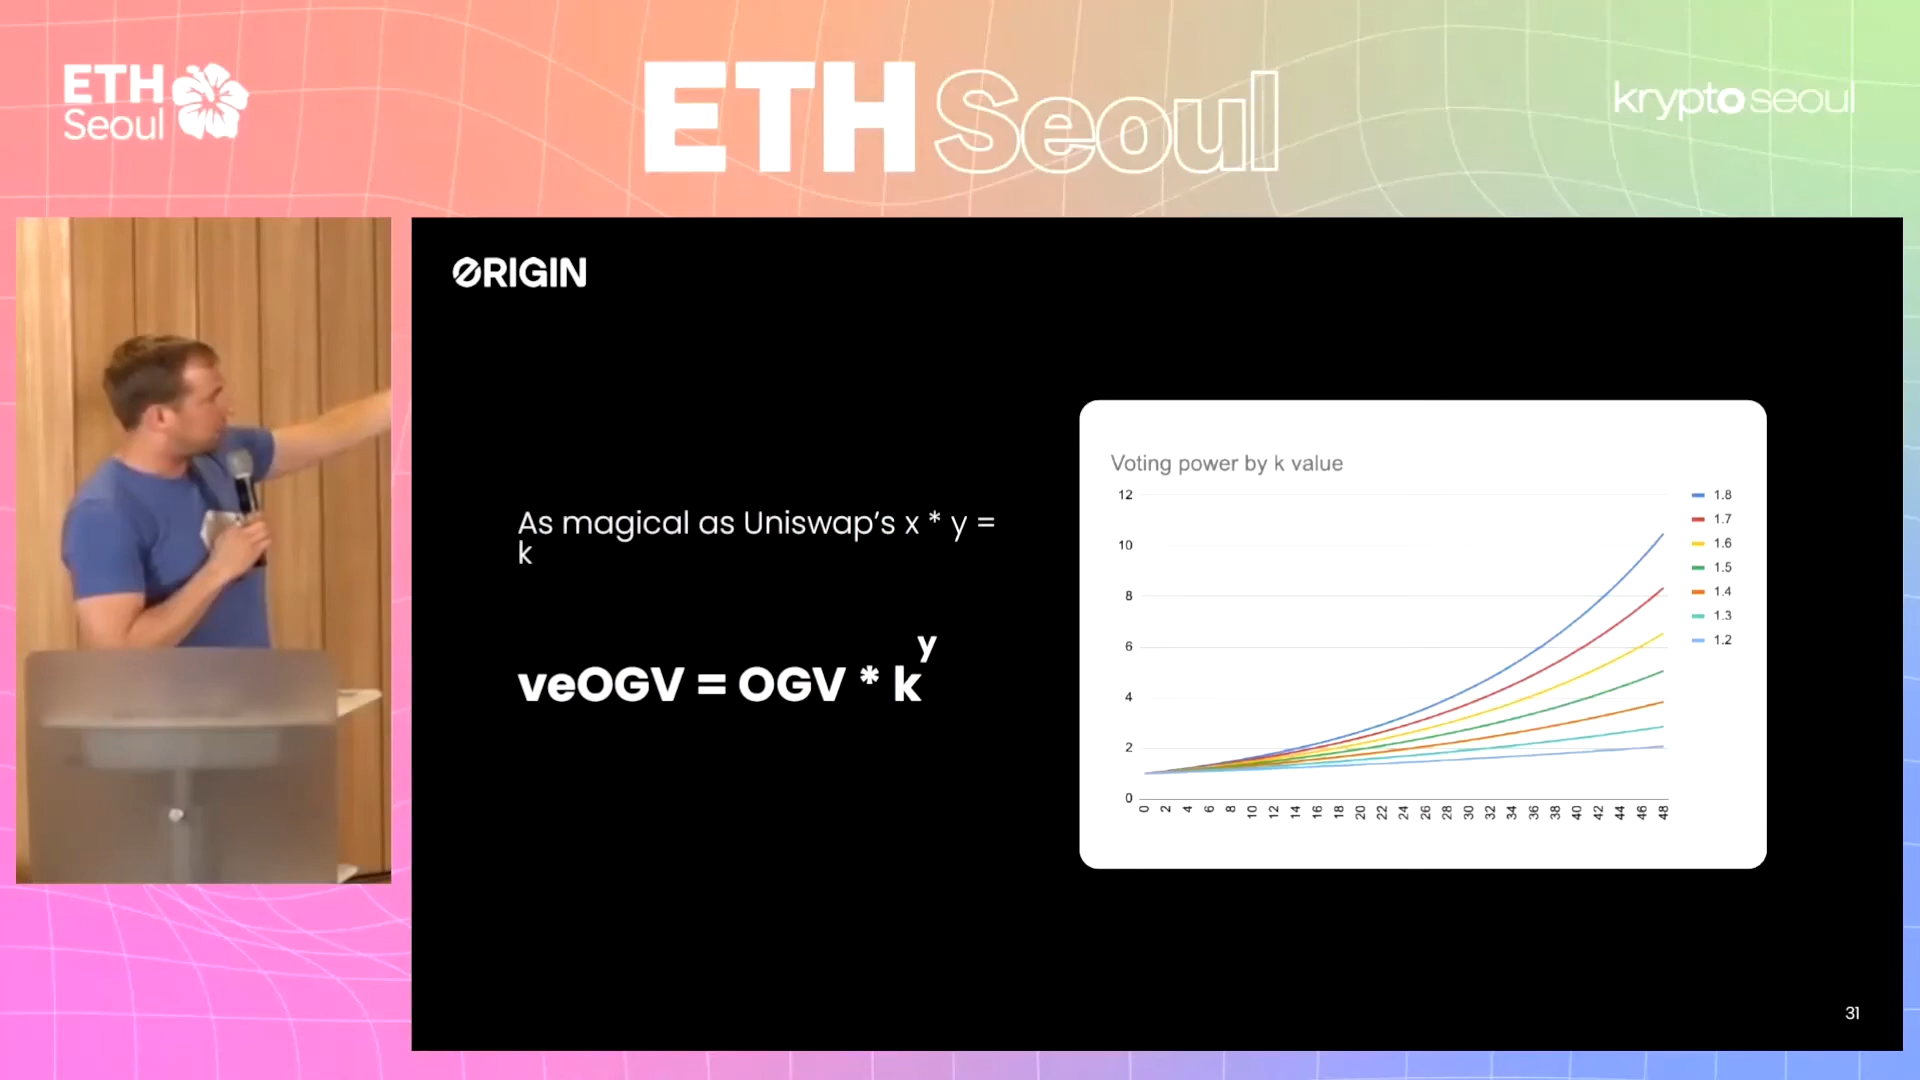 ETH
Seoul
ETH Seoul
krypto seoul
ORIGIN
As magical as Uniswap's x * y =
k
veOGV = OGV * k^y
Voting power by k value
12
10
8
6
4
2
0
0 2 4 6 8 10 12 14 16 18 20 22 24 26 28 30 32 34 36 38 40 42 44 46 48
1.8
1.7
1.6
1.5
1.4
1.3
1.2
31